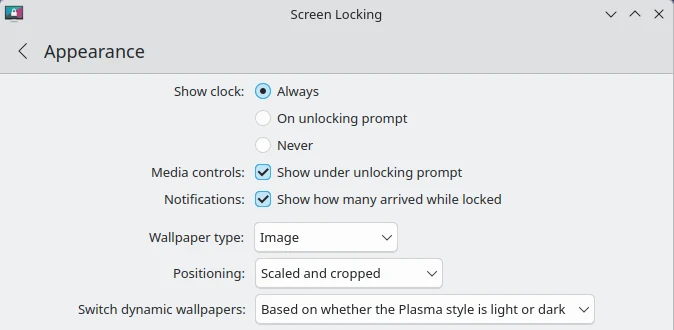 Screen Locking
Appearance
Show clock: Always
On unlocking prompt
Never
Media controls: Show under unlocking prompt
Notifications: Show how many arrived while locked
Wallpaper type: Image
Positioning: Scaled and cropped
Switch dynamic wallpapers: Based on whether the Plasma style is light or dark